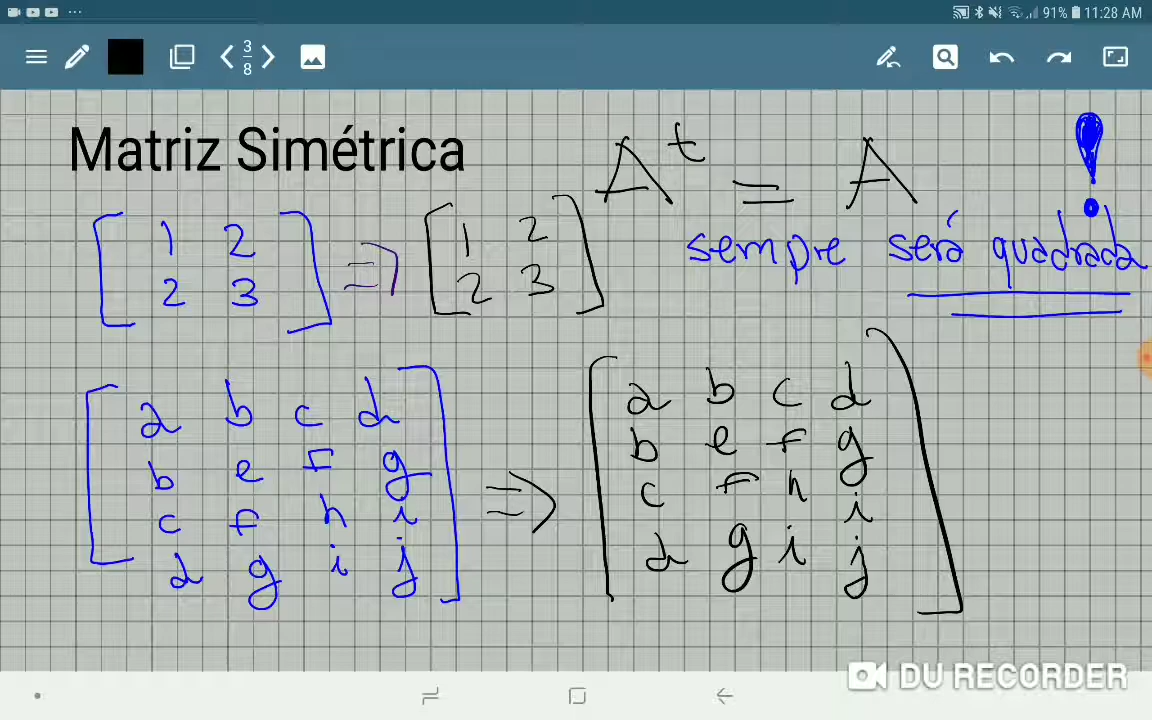 91% 11:28 AM
3
8
Matriz Simétrica
Aᵗ = A !
sempre será quadrada
1 2 ⇒ 1 2
2 3 2 3
a b c d ⇒ a b c d
b e f g b e f g
c f h i c f h i
d g i j d g i j
DU RECORDER